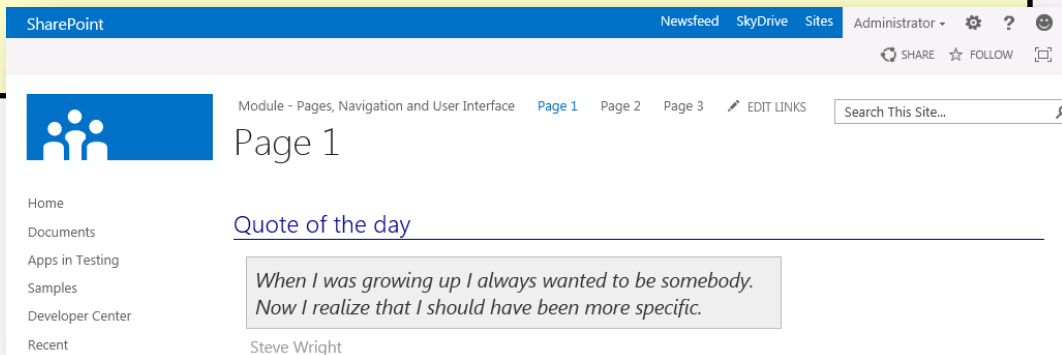 SharePoint
Newsfeed SkyDrive Sites Administrator ?
SHARE FOLLOW
Module - Pages, Navigation and User Interface Page 1 Page 2 Page 3 EDIT LINKS
Search This Site...
Page 1
Home
Documents
Apps in Testing
Samples
Developer Center
Recent
Quote of the day
When I was growing up I always wanted to be somebody.
Now I realize that I should have been more specific.
Steve Wright